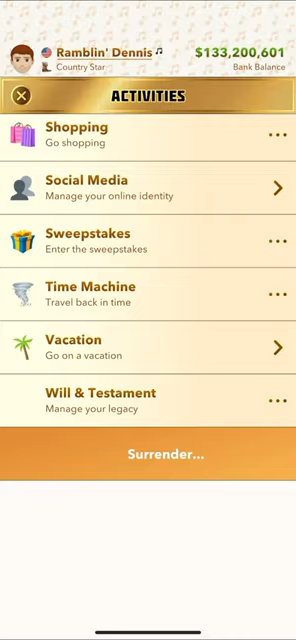 Ramblin' Dennis
$133,200,601
Country Star
Bank Balance
ACTIVITIES
Shopping
Go shopping
Social Media
Manage your online identity
Sweepstakes
Enter the sweepstakes
Time Machine
Travel back in time
Vacation
Go on a vacation
Will & Testament
Manage your legacy
Surrender...